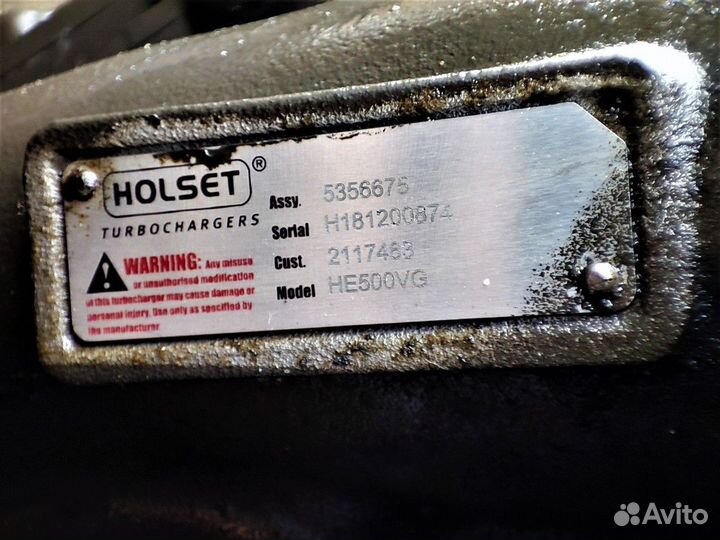 HOLSET®
TURBOCHARGERS
WARNING: Any misuse
or unauthorised modification
of this turbocharger may cause damage or
personal injury. Use only as specified by
the manufacturer.
Assy. 5356675
Serial H181200874
Cust. 2117463
Model HE500VG
Avito